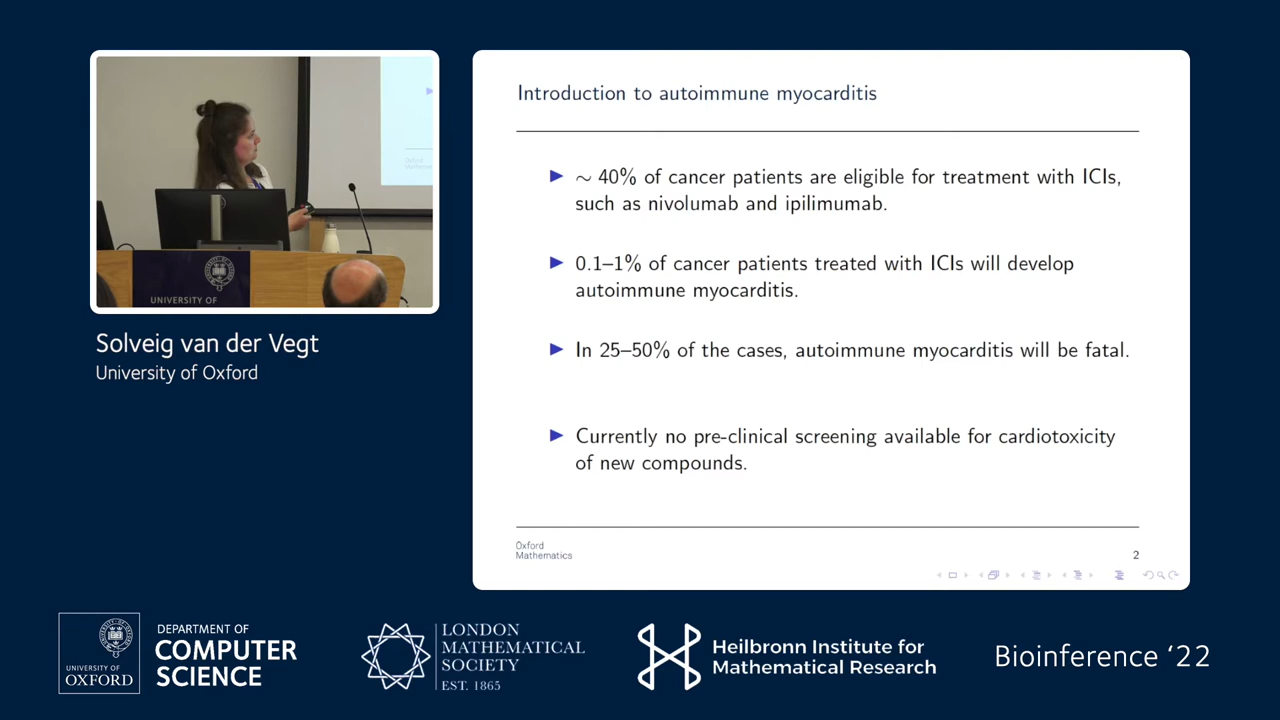 UNIVERSITY OF
Solveig van der Vegt
University of Oxford
Introduction to autoimmune myocarditis
▶ ∼ 40% of cancer patients are eligible for treatment with ICIs,
such as nivolumab and ipilimumab.
▶ 0.1–1% of cancer patients treated with ICIs will develop
autoimmune myocarditis.
▶ In 25–50% of the cases, autoimmune myocarditis will be fatal.
▶ Currently no pre-clinical screening available for cardiotoxicity
of new compounds.
Oxford
Mathematics
2
UNIVERSITY OF
OXFORD
DEPARTMENT OF
COMPUTER
SCIENCE
LONDON
MATHEMATICAL
SOCIETY
EST. 1865
Heilbronn Institute for
Mathematical Research
Bioinference ‘22